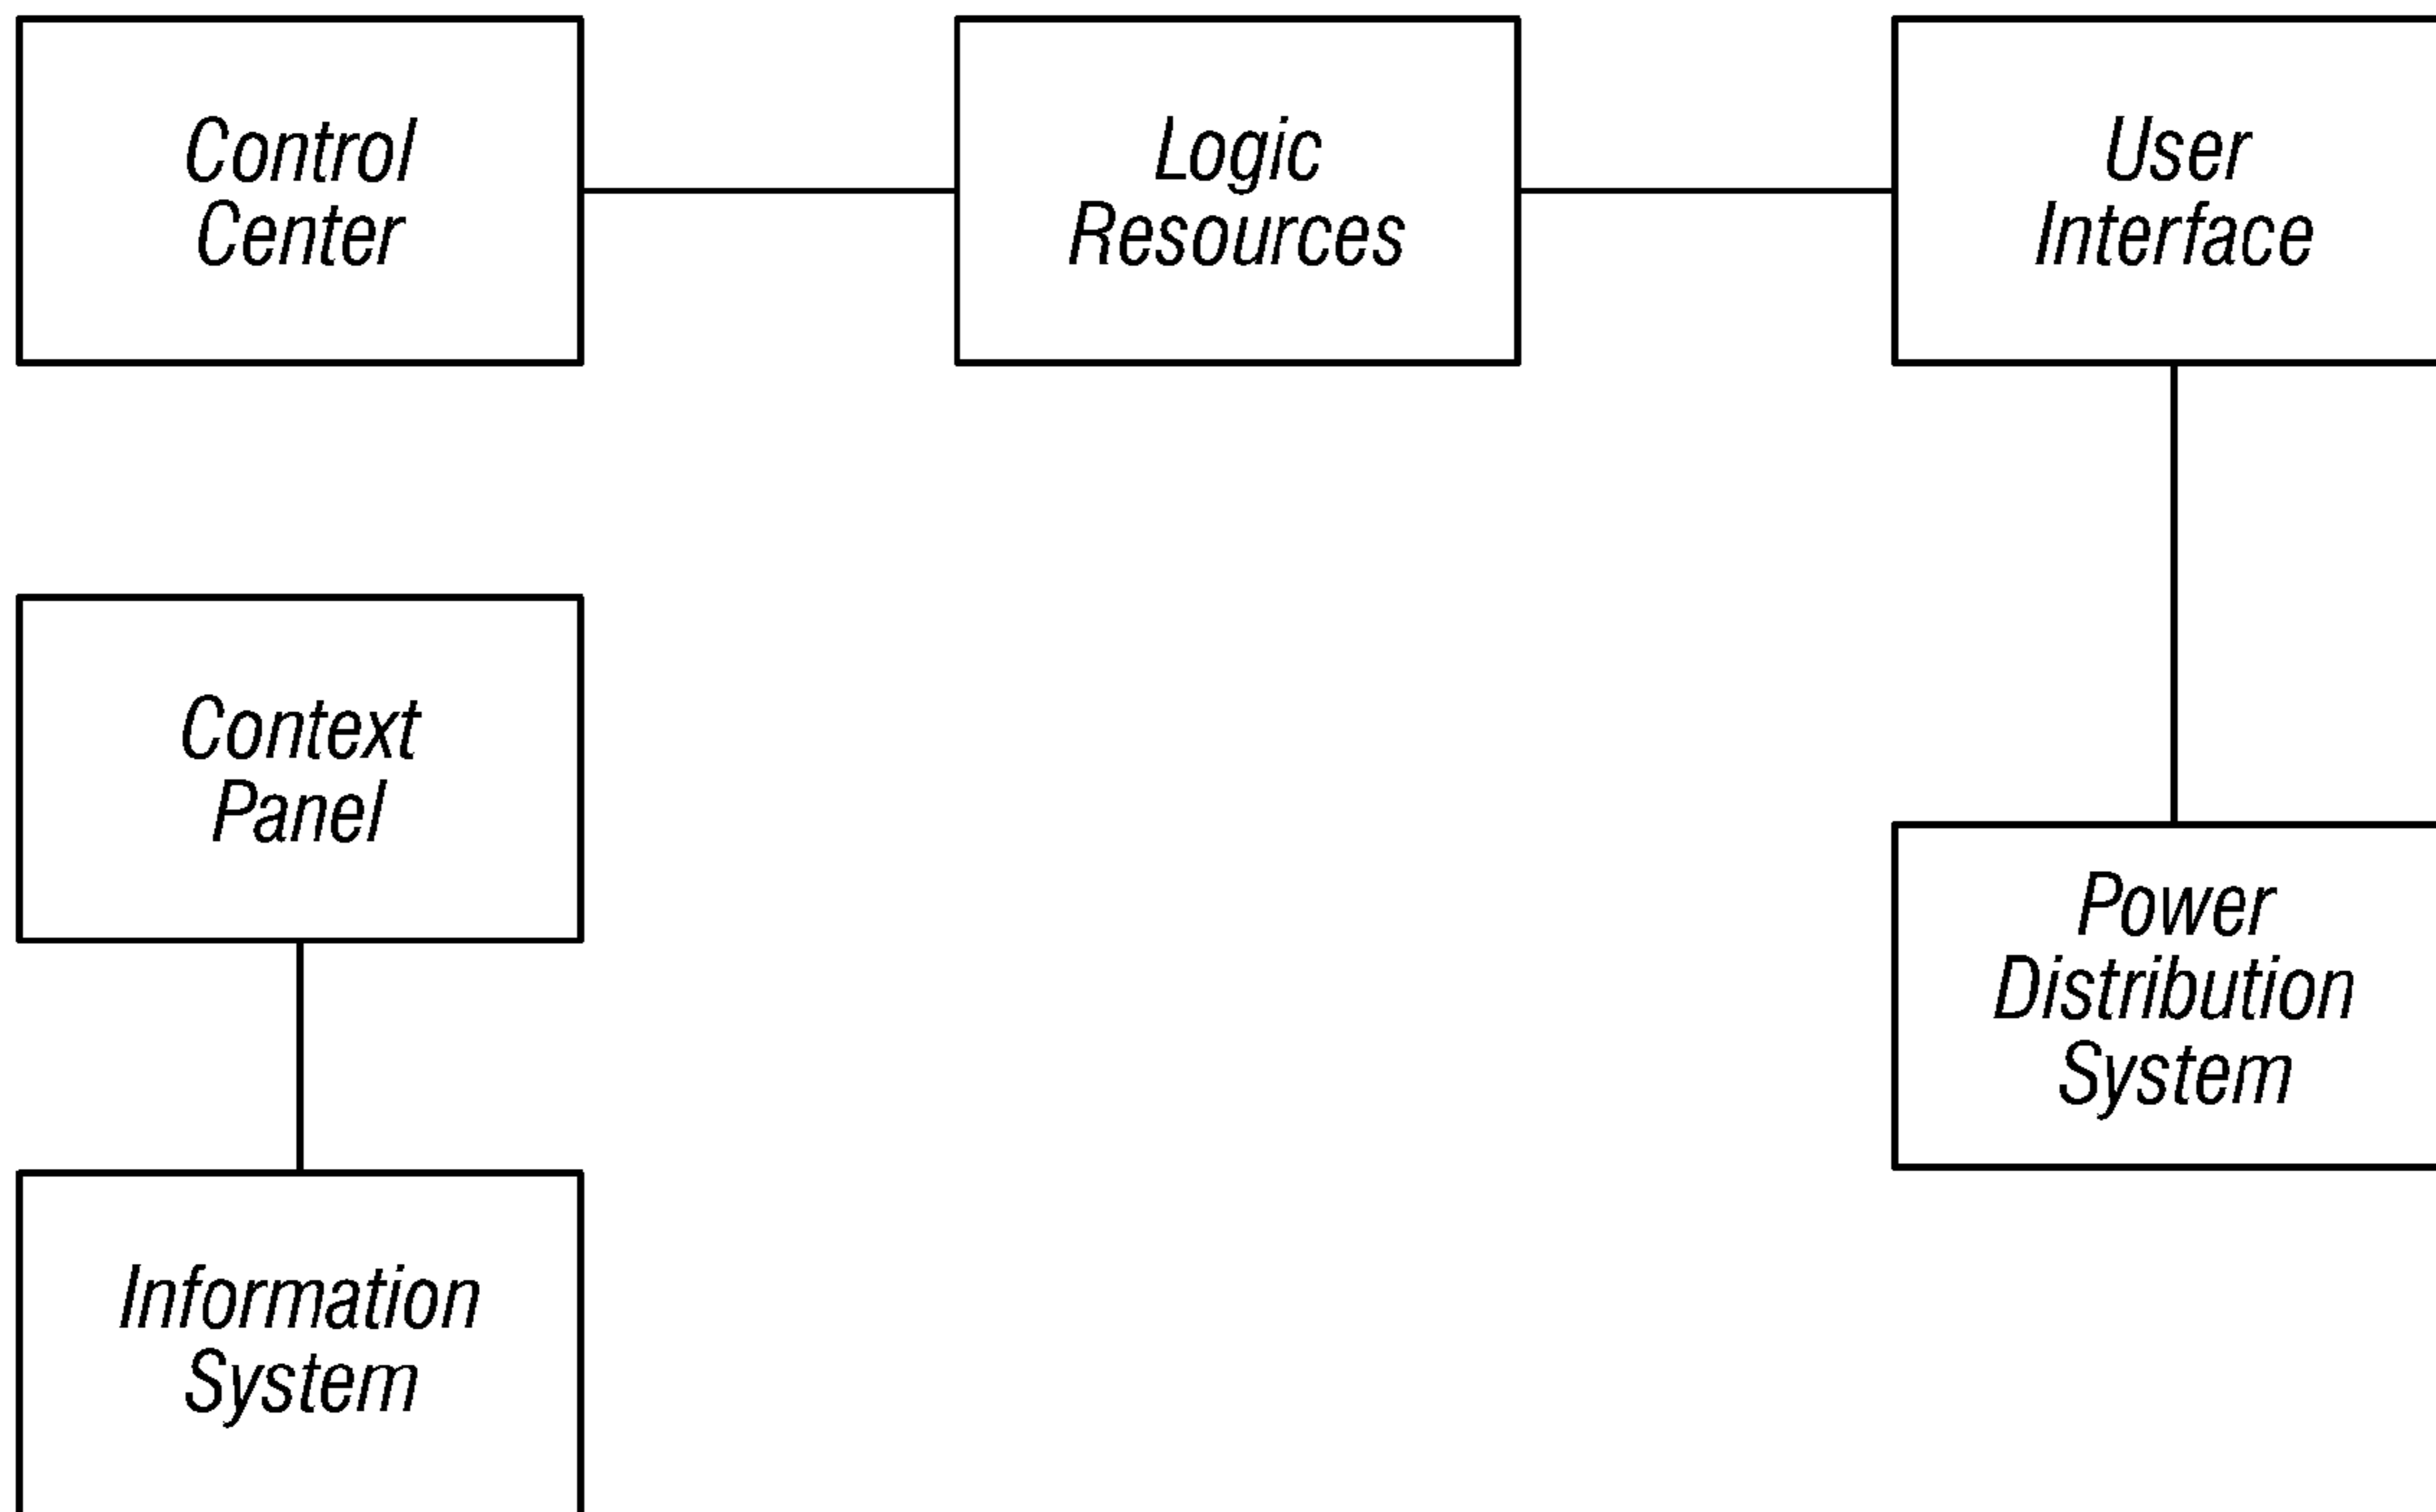 Control
Center
Logic
Resources
User
Interface
Context
Panel
Power
Distribution
System
Information
System